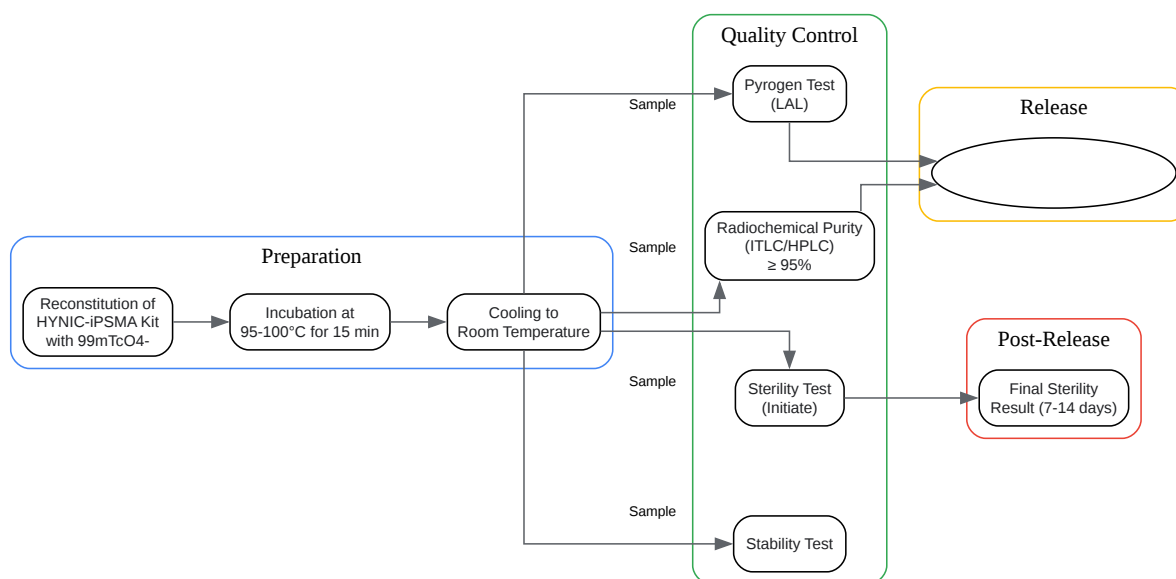 Quality Control
Pyrogen Test
(LAL)
Sample
Release
Radiochemical Purity
(ITLC/HPLC)
≥ 95%
Sample
Preparation
Reconstitution of
HYNIC-iPSMA Kit
with 99mTcO4-
Incubation at
95-100°C for 15 min
Cooling to
Room Temperature
Sample
Sterility Test
(Initiate)
Post-Release
Final Sterility
Result (7-14 days)
Sample
Stability Test